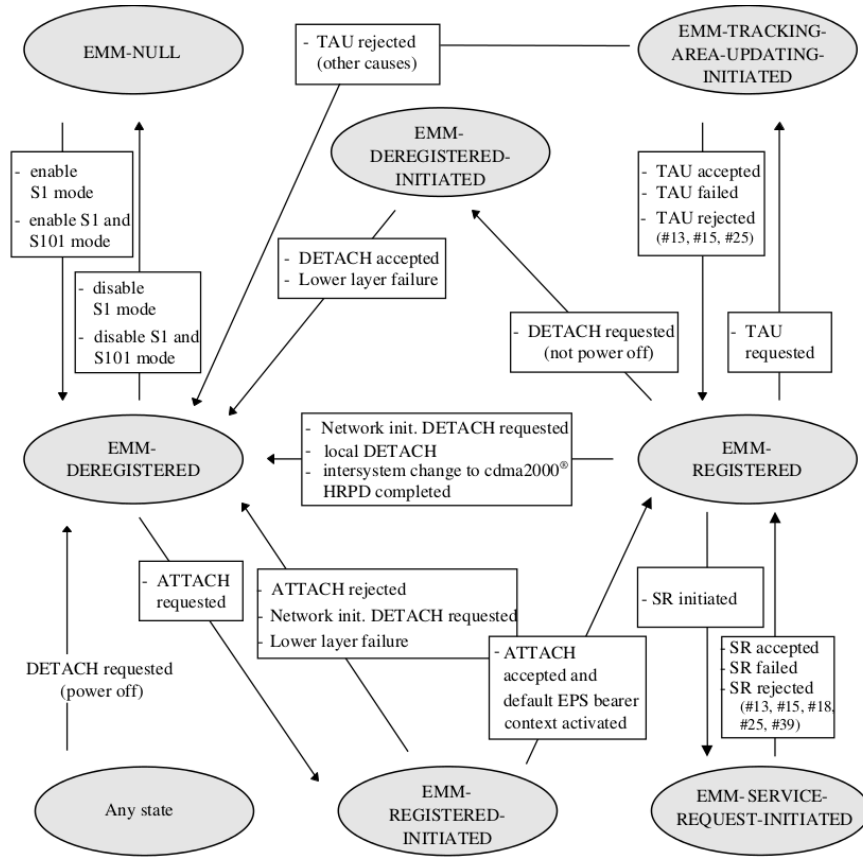 EMM-NULL
- TAU rejected
(other causes)
EMM-TRACKING-
AREA-UPDATING-
INITIATED
EMM-
DEREGISTERED-
INITIATED
- enable
S1 mode
- enable S1 and
S101 mode
- TAU accepted
- TAU failed
- TAU rejected
(#13, #15, #25)
- DETACH accepted
- Lower layer failure
- disable
S1 mode
- disable S1 and
S101 mode
- DETACH requested
(not power off)
- TAU
requested
EMM-
DEREGISTERED
- Network init. DETACH requested
- local DETACH
- intersystem change to cdma2000®
HRPD completed
EMM-
REGISTERED
- ATTACH
requested
- ATTACH rejected
- Network init. DETACH requested
- Lower layer failure
- SR initiated
DETACH requested
(power off)
- ATTACH
accepted and
default EPS bearer
context activated
- SR accepted
- SR failed
- SR rejected
(#13, #15, #18,
#25, #39)
Any state
EMM-
REGISTERED-
INITIATED
EMM- SERVICE-
REQUEST-INITIATED